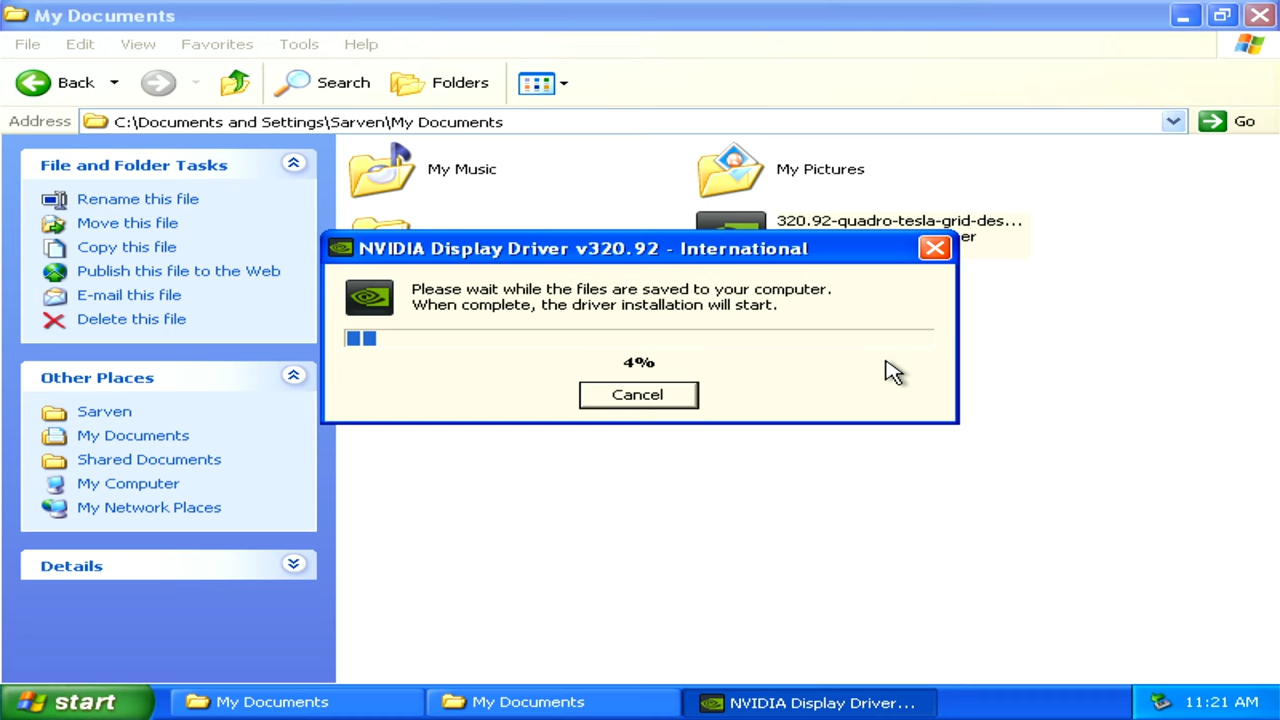 My Documents
File Edit View Favorites Tools Help
Back Search Folders
Address C:\Documents and Settings\Sarven\My Documents Go
File and Folder Tasks
Rename this file
Move this file
Copy this file
Publish this file to the Web
E-mail this file
Delete this file
Other Places
Sarven
My Documents
Shared Documents
My Computer
My Network Places
Details
My Music
My Pictures
320.92-quadro-tesla-grid-des...
er
NVIDIA Display Driver v320.92 - International
Please wait while the files are saved to your computer.
When complete, the driver installation will start.
4%
Cancel
start My Documents My Documents NVIDIA Display Driver... 11:21 AM